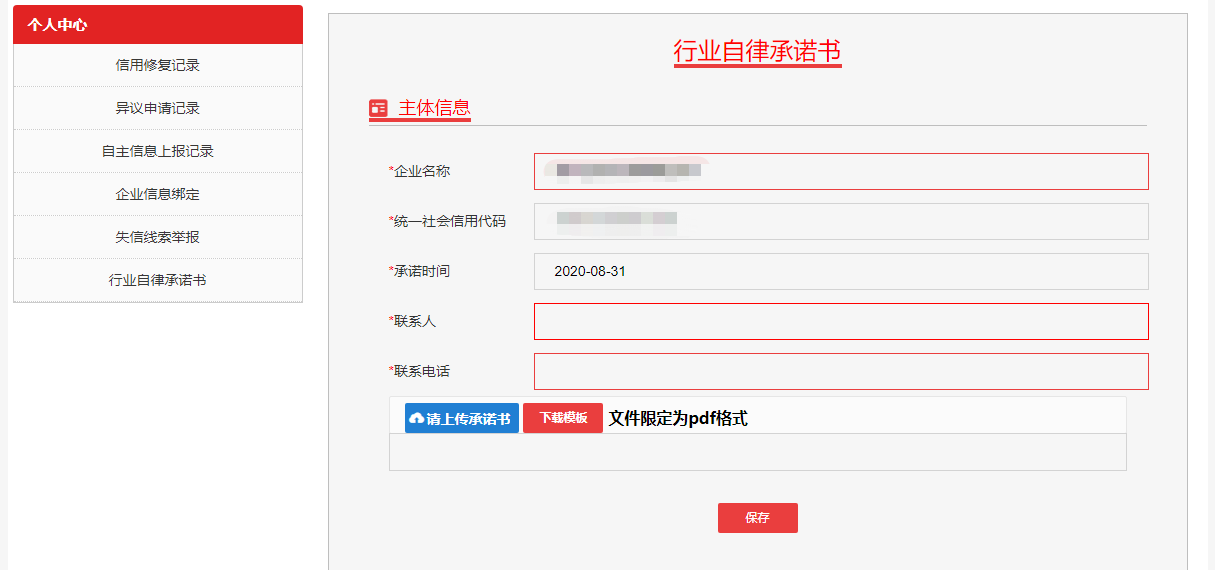 个人中心
信用修复记录
异议申请记录
自主信息上报记录
企业信息绑定
失信线索举报
行业自律承诺书
行业自律承诺书
主体信息
*企业名称
*统一社会信用代码
*承诺时间 2020-08-31
*联系人
*联系电话
请上传承诺书 下载模板 文件限定为pdf格式
保存